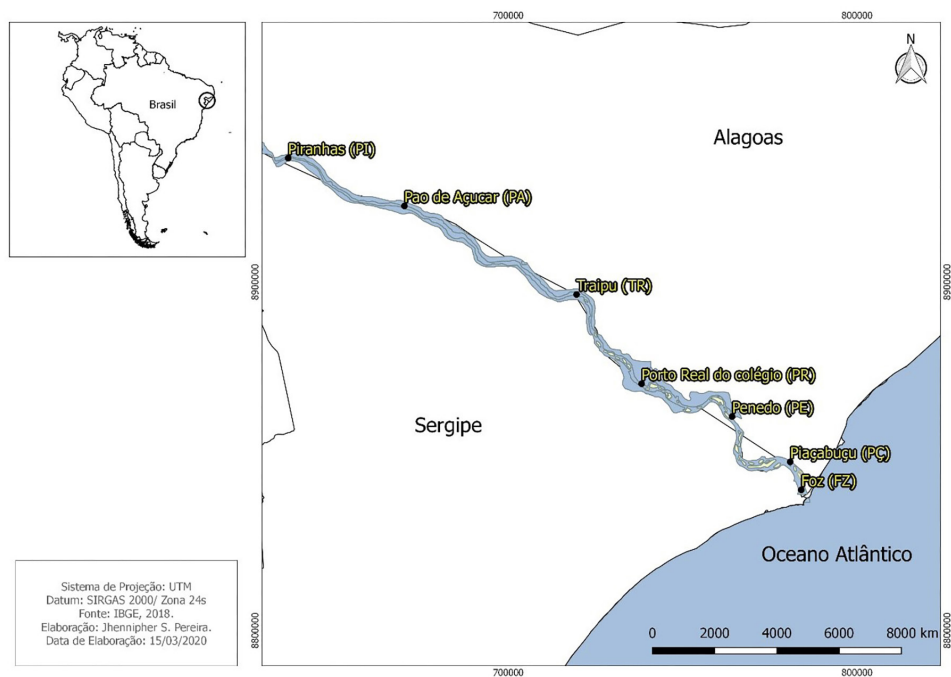 700000
800000
Brasil
N
Alagoas
Piranhas (PI)
Pao de Açucar (PA)
8900000
Traipu (TR)
8900000
Porto Real do colégio (PR)
Sergipe
Penedo (PE)
Piaçabuçu (PÇ)
Foz (FZ)
Oceano Atlântico
Sistema de Projeção: UTM
Datum: SIRGAS 2000/ Zona 24s
Fonte: IBGE, 2018.
Elaboração: Jhennipher S. Pereira.
Data de Elaboração: 15/03/2020
8800000
8800000
0 2000 4000 6000 8000 km
700000
800000